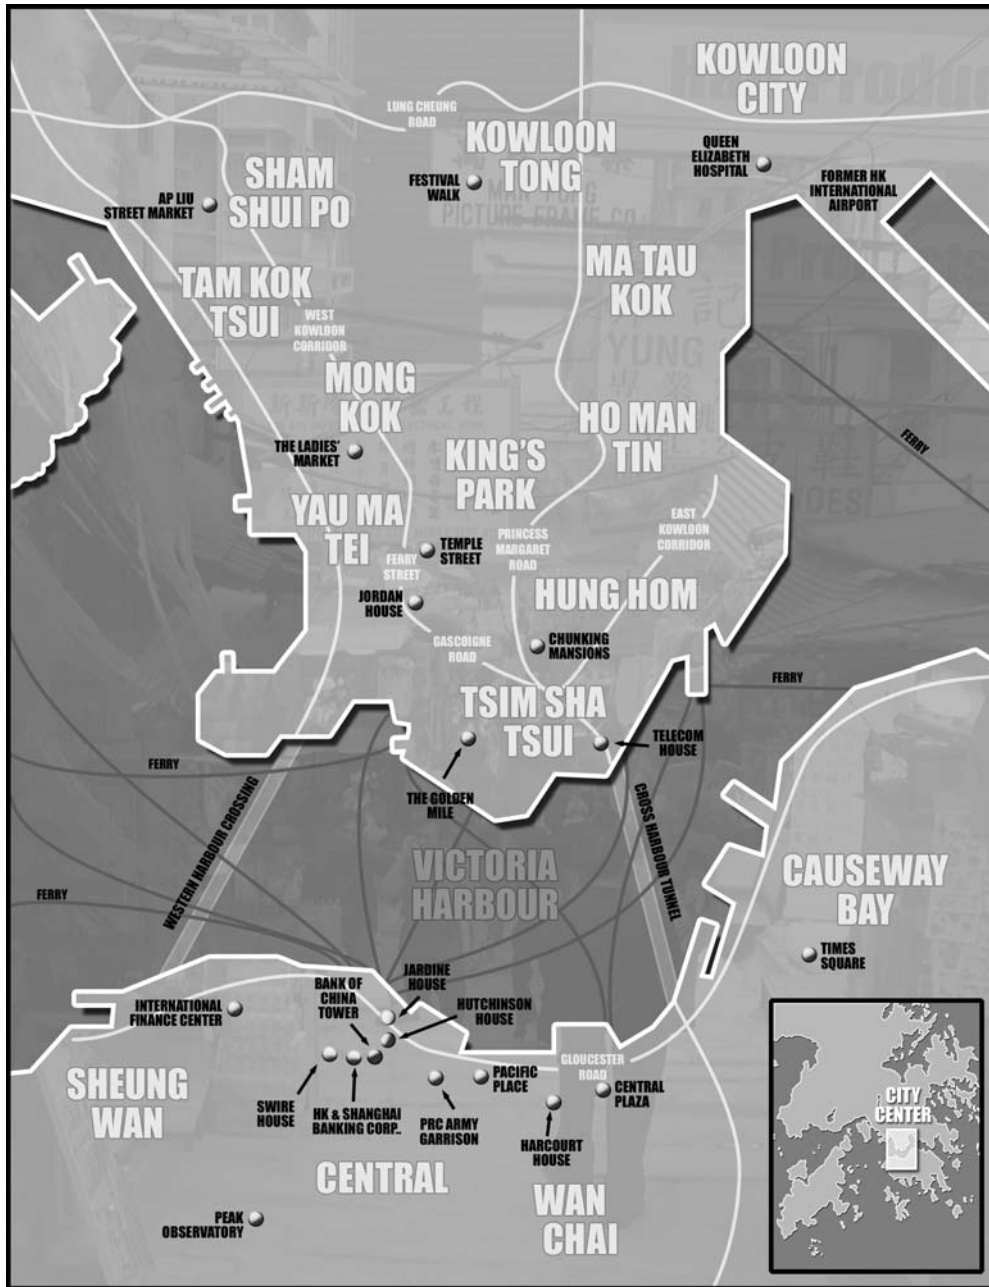 KOWLOON
CITY
LUNG CHEUNG
ROAD
KOWLOON
TONG
QUEEN
ELIZABETH
HOSPITAL
SHAM
SHUI PO
FESTIVAL
WALK
FORMER HK
INTERNATIONAL
AIRPORT
AP LIU
STREET MARKET
MAN FONG
PICTURE FRAME CO
MA TAU
KOK
TAM KOK
TSUI
WEST
KOWLOON
CORRIDOR
YUNG
MONG
KOK
HO MAN
TIN
THE LADIES'
MARKET
KING'S
PARK
FERRY
YAU MA
TEI
EAST
KOWLOON
CORRIDOR
PRINCESS
MARGARET
ROAD
TEMPLE
STREET
FERRY
STREET
JORDAN
HOUSE
HUNG HOM
GASCOIGNE
ROAD
CHUNKING
MANSIONS
FERRY
TSIM SHA
TSUI
TELECOM
HOUSE
FERRY
THE GOLDEN
MILE
WESTERN HARBOUR CROSSING
CROSS HARBOUR TUNNEL
VICTORIA
HARBOUR
CAUSEWAY
BAY
FERRY
TIMES
SQUARE
JARDINE
HOUSE
BANK OF
CHINA
TOWER
HUTCHINSON
HOUSE
INTERNATIONAL
FINANCE CENTER
GLOUCESTER
ROAD
SHEUNG
WAN
PACIFIC
PLACE
CENTRAL
PLAZA
SWIRE
HOUSE
HK & SHANGHAI
BANKING CORP..
PRC ARMY
GARRISON
HARCOURT
HOUSE
CITY
CENTER
CENTRAL
WAN
CHAI
PEAK
OBSERVATORY